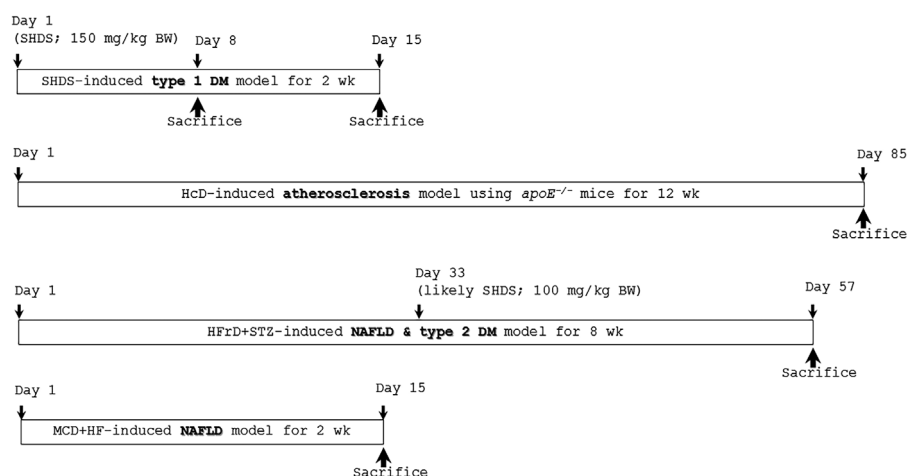 Day 1
(SHDS; 150 mg/kg BW) Day 8 Day 15
SHDS-induced type 1 DM model for 2 wk
Sacrifice Sacrifice
Day 1 Day 85
HcD-induced atherosclerosis model using apoE-/- mice for 12 wk
Sacrifice
Day 33
Day 1 (likely SHDS; 100 mg/kg BW) Day 57
HFrD+STZ-induced NAFLD & type 2 DM model for 8 wk
Sacrifice
Day 1 Day 15
MCD+HF-induced NAFLD model for 2 wk
Sacrifice